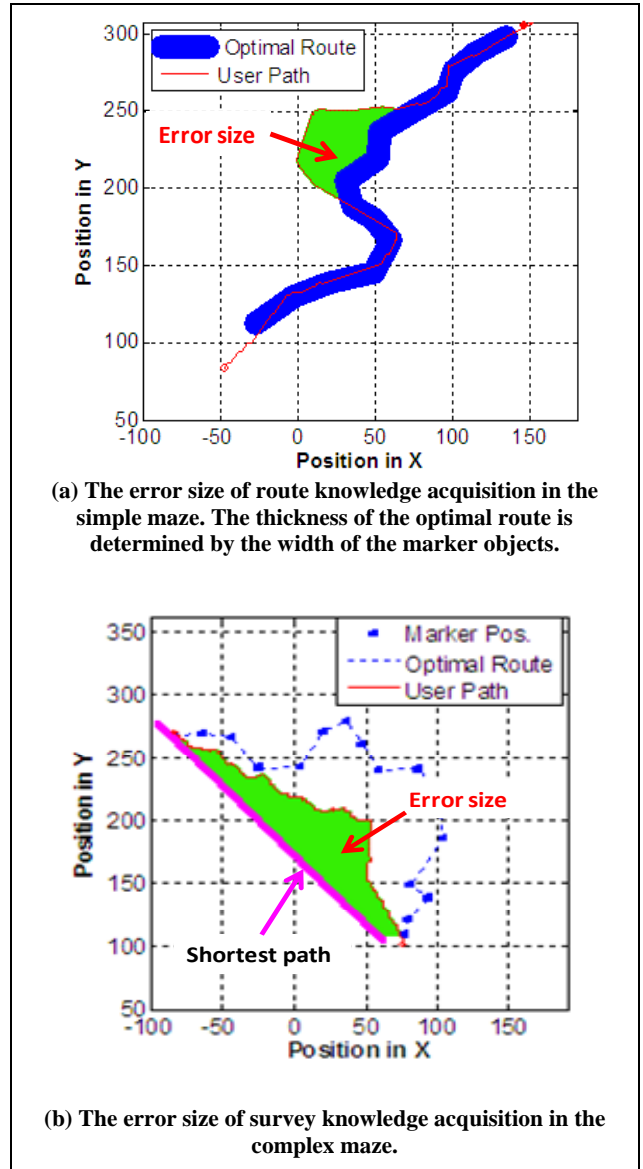 300
250
200
150
100
50
Position in Y
Optimal Route
User Path
Error size
-100
-50
0
50
100
150
Position in X
(a) The error size of route knowledge acquisition in the
simple maze. The thickness of the optimal route is
determined by the width of the marker objects.
350
300
250
200
150
100
50
Position in Y
Marker Pos.
Optimal Route
User Path
Error size
Shortest path
-100
-50
0
50
100
150
Position in X
(b) The error size of survey knowledge acquisition in the
complex maze.